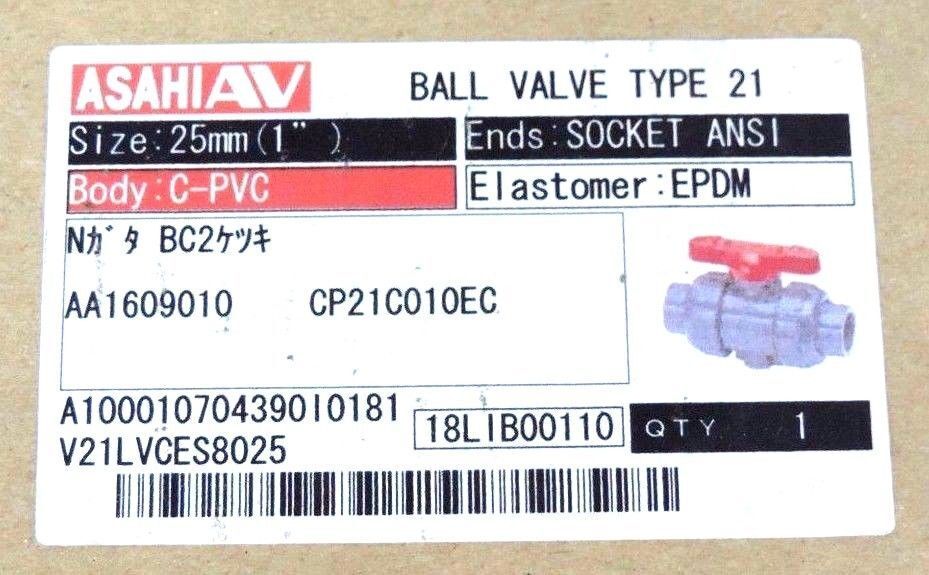 ASAHI AV BALL VALVE TYPE 21
Size:25mm(1" ) Ends:SOCKET ANSI
Body:C-PVC Elastomer:EPDM
Nガタ BC2ケツキ
AA1609010 CP21C010EC
A10001070439010181
V21LVCES8025
18LIB00110 QTY 1